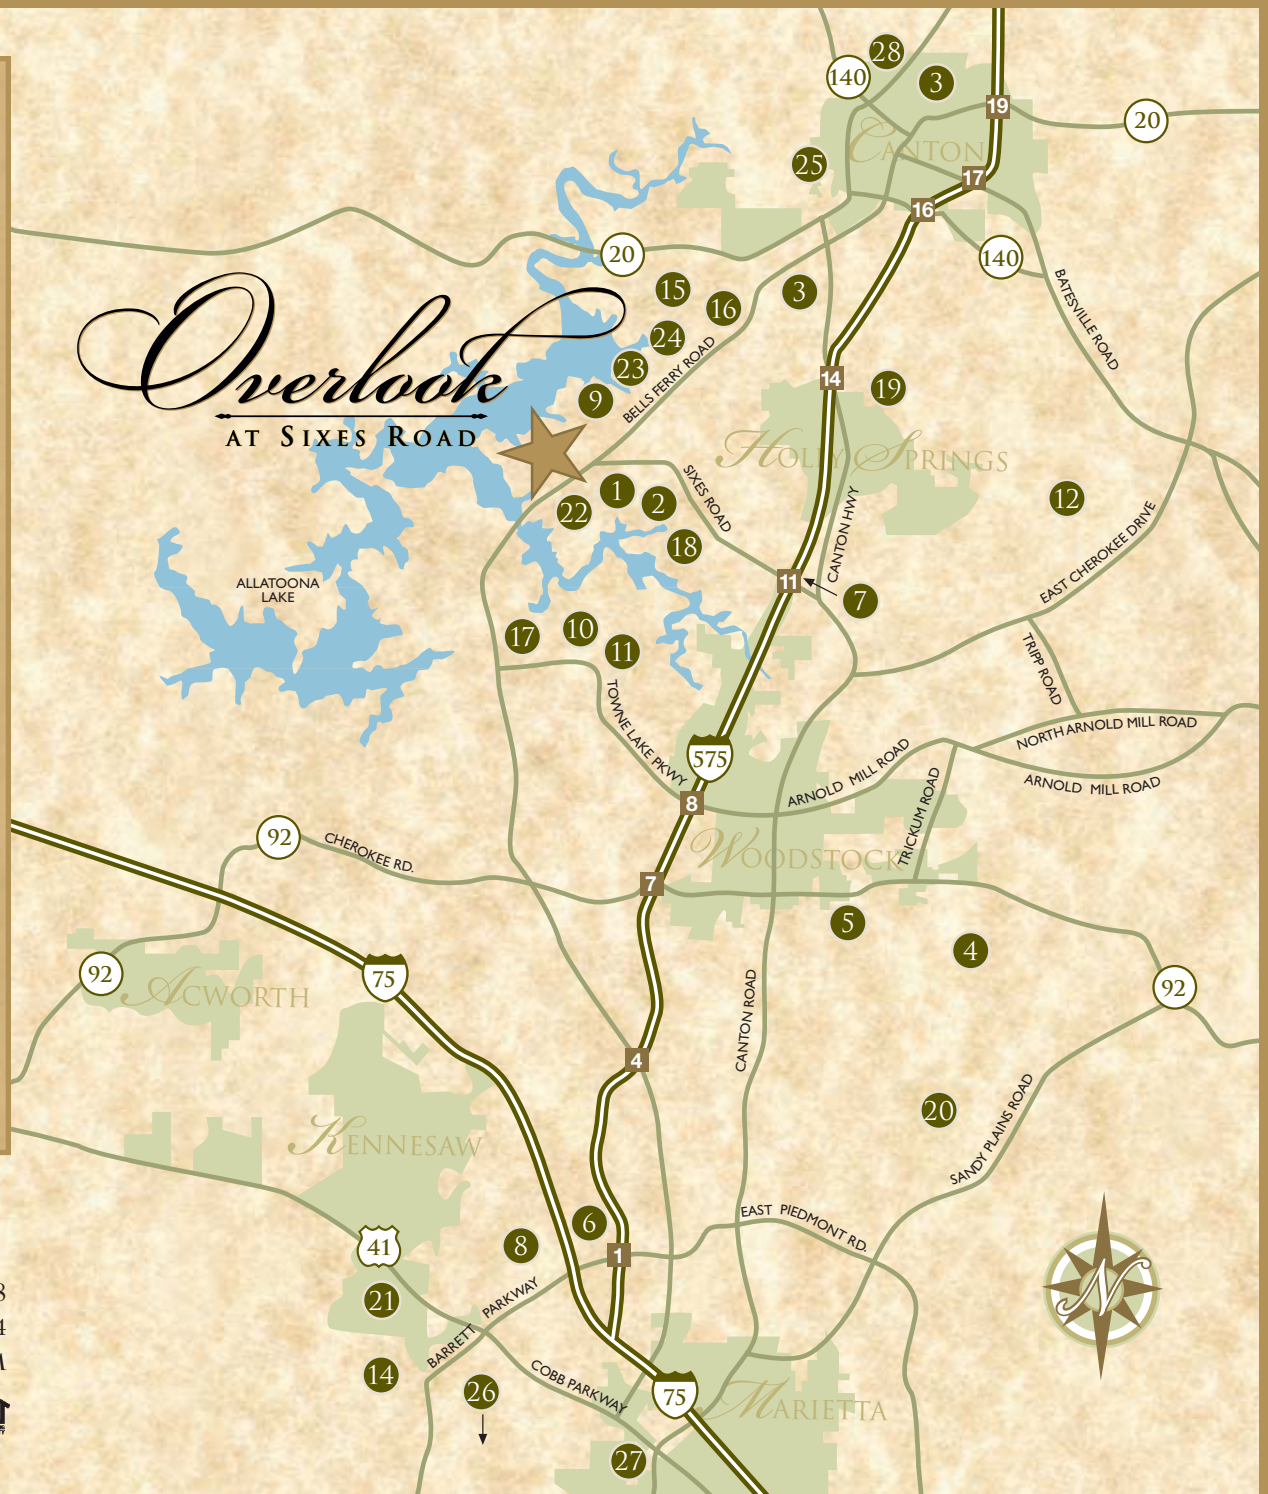 28
140
3
19
20
CANTON
25
17
16
20
140
15
3
16
BATESVILLE ROAD
24
BELLS FERRY ROAD
23
14
19
9
Overlook
AT SIXES ROAD
HOLLY SPRINGS
SIXES ROAD
1
2
22
12
CANTON HWY
18
EAST CHEROKEE DRIVE
ALLATOONA
LAKE
11
7
10
17
11
TRIPP ROAD
TOWNE LAKE PKWY
NORTH ARNOLD MILL ROAD
575
ARNOLD MILL ROAD
ARNOLD MILL ROAD
8
TRICKUM ROAD
92
CHEROKEE RD.
WOODSTOCK
7
5
4
92
75
ACWORTH
92
CANTON ROAD
4
20
SANDY PLAINS ROAD
KENNESAW
EAST PIEDMONT RD.
6
41
8
1
21
BARRETT PARKWAY
N
8
4
14
COBB PARKWAY
26
75
MARIETTA
27